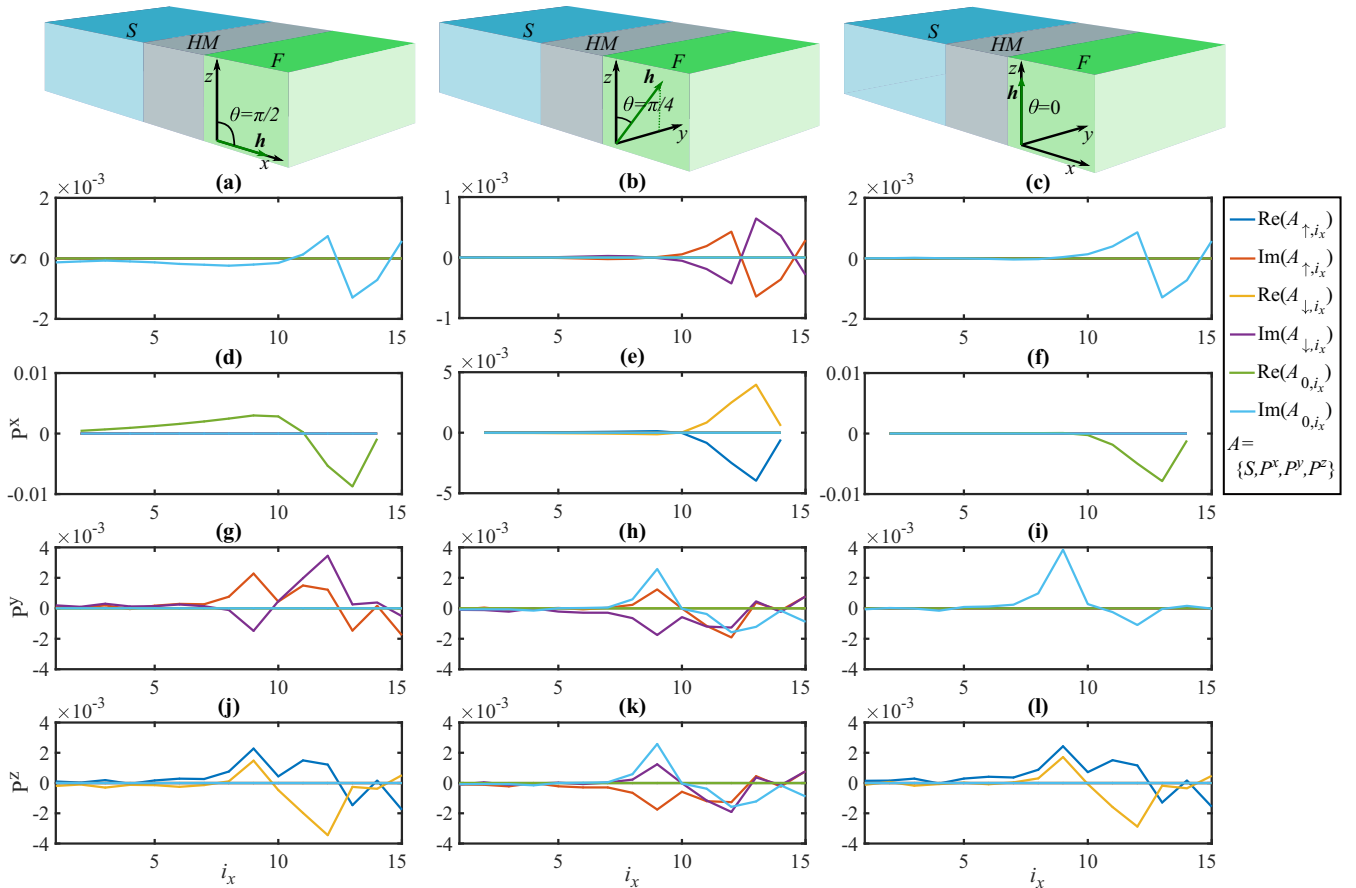 S
HM
F
z
θ=π/2
h
x
S
HM
F
z
h
θ=π/4
y
S
HM
F
z
h
θ=0
y
x
(a)
(b)
(c)
×10⁻³
2
0
-2
5
10
15
S
×10⁻³
1
0
-1
5
10
15
×10⁻³
2
0
-2
5
10
15
Re(A↑,iₓ)
Im(A↑,iₓ)
Re(A↓,iₓ)
Im(A↓,iₓ)
Re(A0,iₓ)
Im(A0,iₓ)
A=
{S,Pˣ,Pʸ,Pᶻ}
(d)
(e)
(f)
0.01
0
-0.01
5
10
15
Pˣ
×10⁻³
5
0
-5
5
10
15
0.01
0
-0.01
5
10
15
(g)
(h)
(i)
×10⁻³
4
2
0
-2
-4
5
10
15
Pʸ
×10⁻³
4
2
0
-2
-4
5
10
15
×10⁻³
4
2
0
-2
-4
5
10
15
(j)
(k)
(l)
×10⁻³
4
2
0
-2
-4
5
10
15
Pᶻ
iₓ
×10⁻³
4
2
0
-2
-4
5
10
15
iₓ
×10⁻³
4
2
0
-2
-4
5
10
15
iₓ